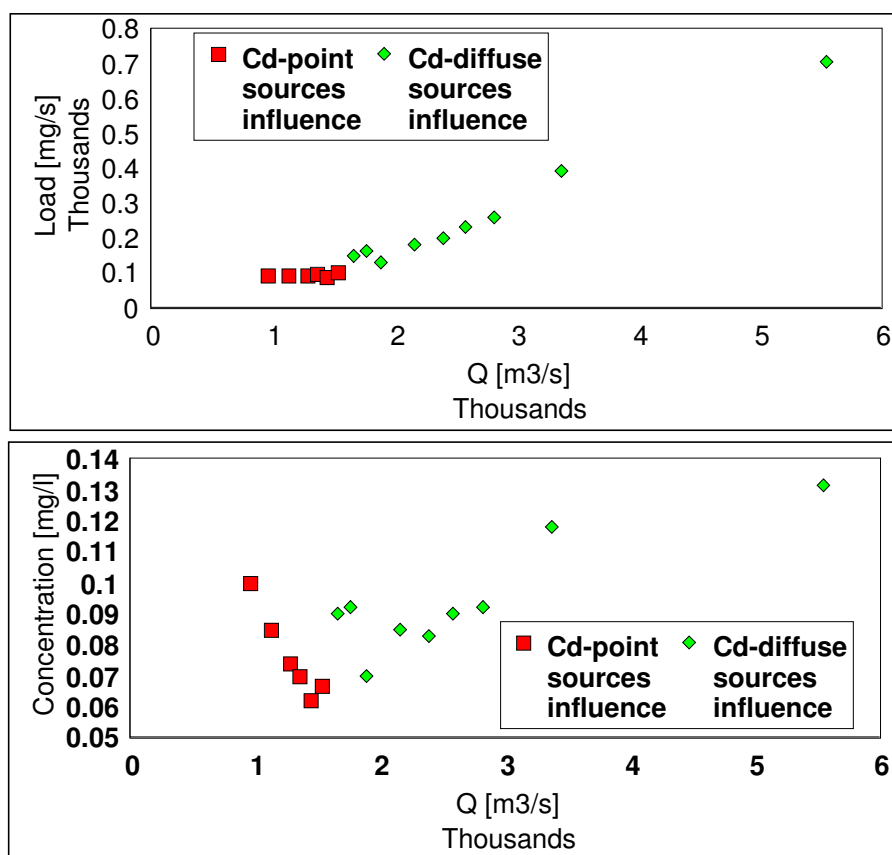 Load [mg/s]
Thousands
0.8
0.7
0.6
0.5
0.4
0.3
0.2
0.1
0
Cd-point
sources
influence
Cd-diffuse
sources
influence
0 1 2 3 4 5 6
Q [m3/s]
Thousands
Concentration [mg/l]
0.14
0.13
0.12
0.11
0.1
0.09
0.08
0.07
0.06
0.05
Cd-point
sources
influence
Cd-diffuse
sources
influence
0 1 2 3 4 5 6
Q [m3/s]
Thousands